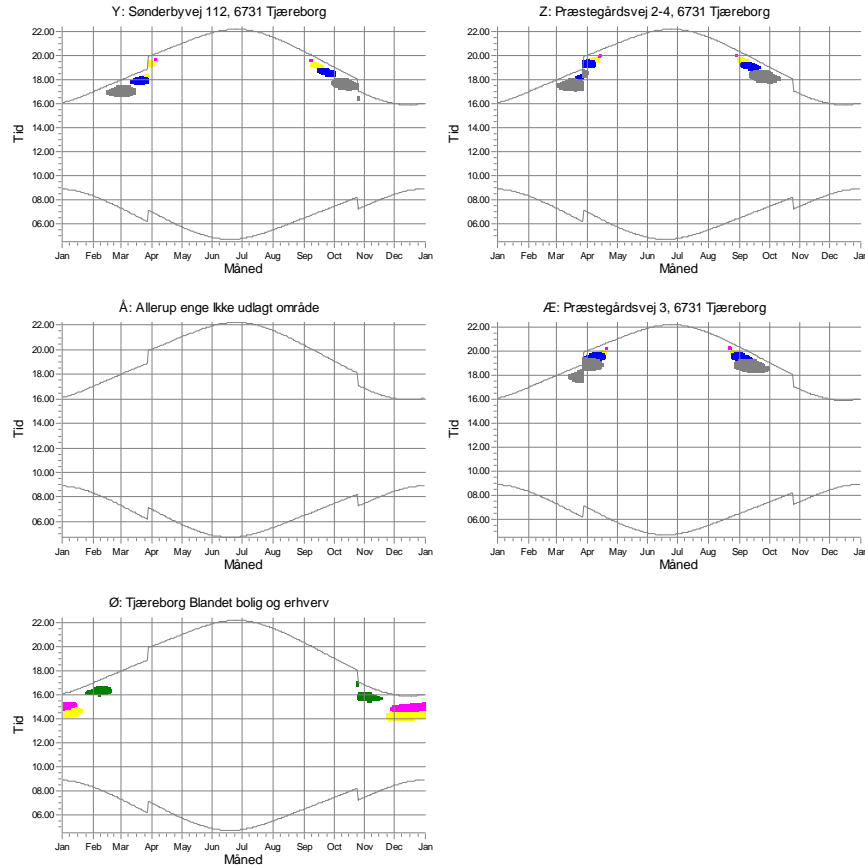 Y: Sønderbyvej 112, 6731 Tjæreborg
22.00
20.00
18.00
16.00
14.00
12.00
10.00
08.00
06.00
Tid
Jan Feb Mar Apr May Jun Jul Aug Sep Oct Nov Dec Jan
Måned
Z: Præstegårdsvej 2-4, 6731 Tjæreborg
22.00
20.00
18.00
16.00
14.00
12.00
10.00
08.00
06.00
Tid
Jan Feb Mar Apr May Jun Jul Aug Sep Oct Nov Dec Jan
Måned
Å: Allerup enge Ikke udlagt område
22.00
20.00
18.00
16.00
14.00
12.00
10.00
08.00
06.00
Tid
Jan Feb Mar Apr May Jun Jul Aug Sep Oct Nov Dec Jan
Måned
Æ: Præstegårdsvej 3, 6731 Tjæreborg
22.00
20.00
18.00
16.00
14.00
12.00
10.00
08.00
06.00
Tid
Jan Feb Mar Apr May Jun Jul Aug Sep Oct Nov Dec Jan
Måned
Ø: Tjæreborg Blandet bolig og erhverv
22.00
20.00
18.00
16.00
14.00
12.00
10.00
08.00
06.00
Tid
Jan Feb Mar Apr May Jun Jul Aug Sep Oct Nov Dec Jan
Måned